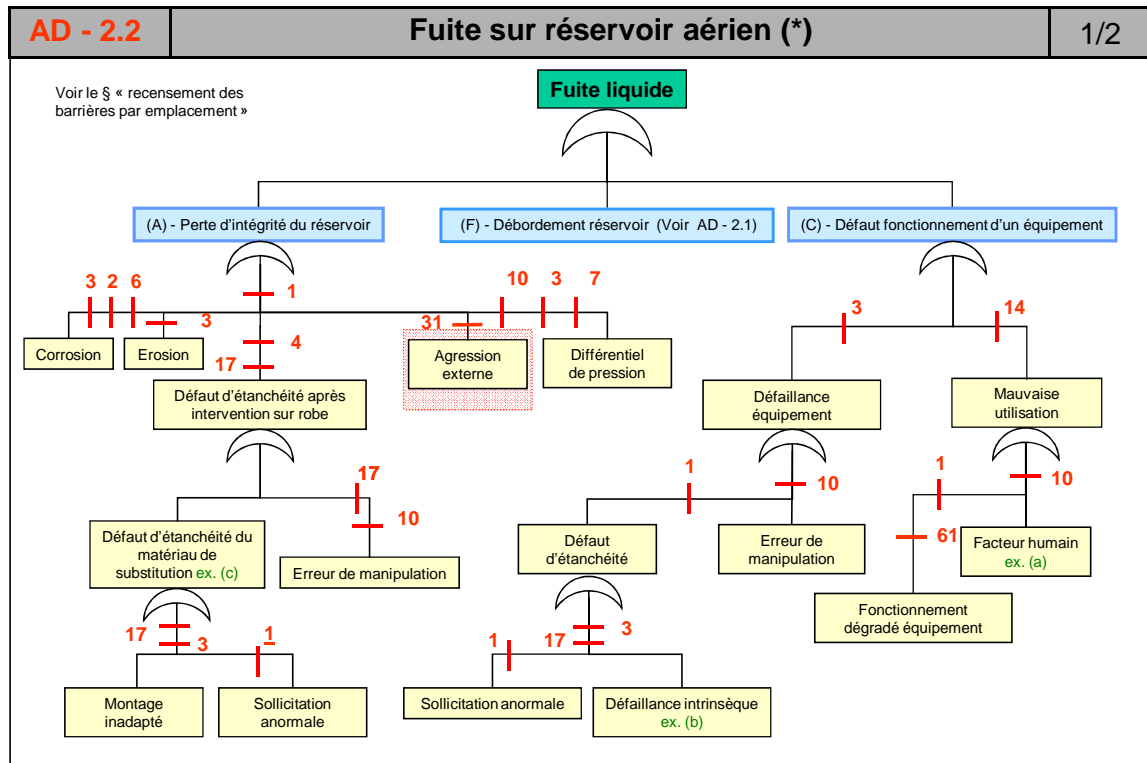 AD - 2.2
Fuite sur réservoir aérien (*)
1/2
Voir le § « recensement des
barrières par emplacement »
Fuite liquide
(A) - Perte d'intégrité du réservoir
(F) - Débordement réservoir (Voir AD - 2.1)
(C) - Défaut fonctionnement d'un équipement
3 2 6
1
10 3 7
3
31
3
14
4
17
Corrosion
Erosion
Agression
externe
Différentiel
de pression
Défaut d'étanchéité après
intervention sur robe
Défaillance
équipement
Mauvaise
utilisation
17
10
1
10
1
10
61
Défaut d'étanchéité du
matériau de
substitution ex. (c)
Erreur de manipulation
Défaut
d'étanchéité
Erreur de
manipulation
Facteur humain
ex. (a)
Fonctionnement
dégradé équipement
17
3
1
1
17
3
Montage
inadapté
Sollicitation
anormale
Sollicitation anormale
Défaillance intrinsèque
ex. (b)